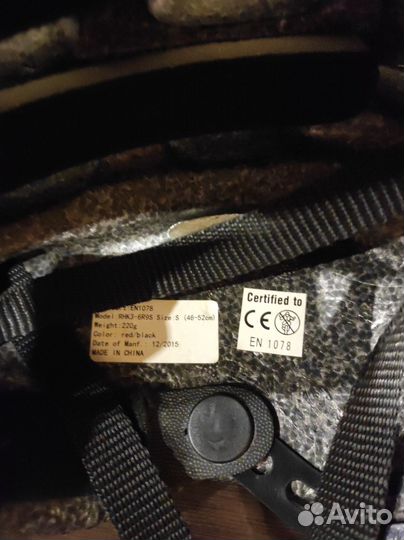 EN1078
Model:RHK3-6R9S Size S (46-52cm)
Weight:220g
Color: red/black
Date of Manf.: 12/2015
MADE IN CHINA
Certified to
CE
EN 1078
Avito